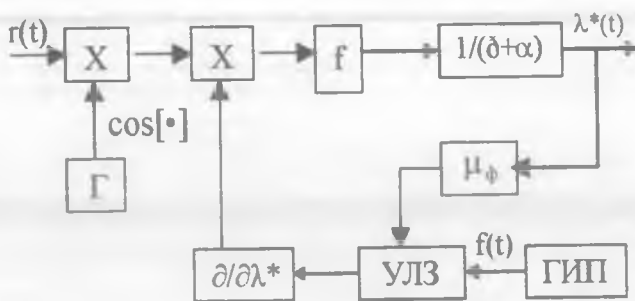 r(t)
X
X
f
1/(ð+α)
λ*(t)
cos[•]
Г
μф
∂/∂λ*
УЛЗ
f(t)
ГИП